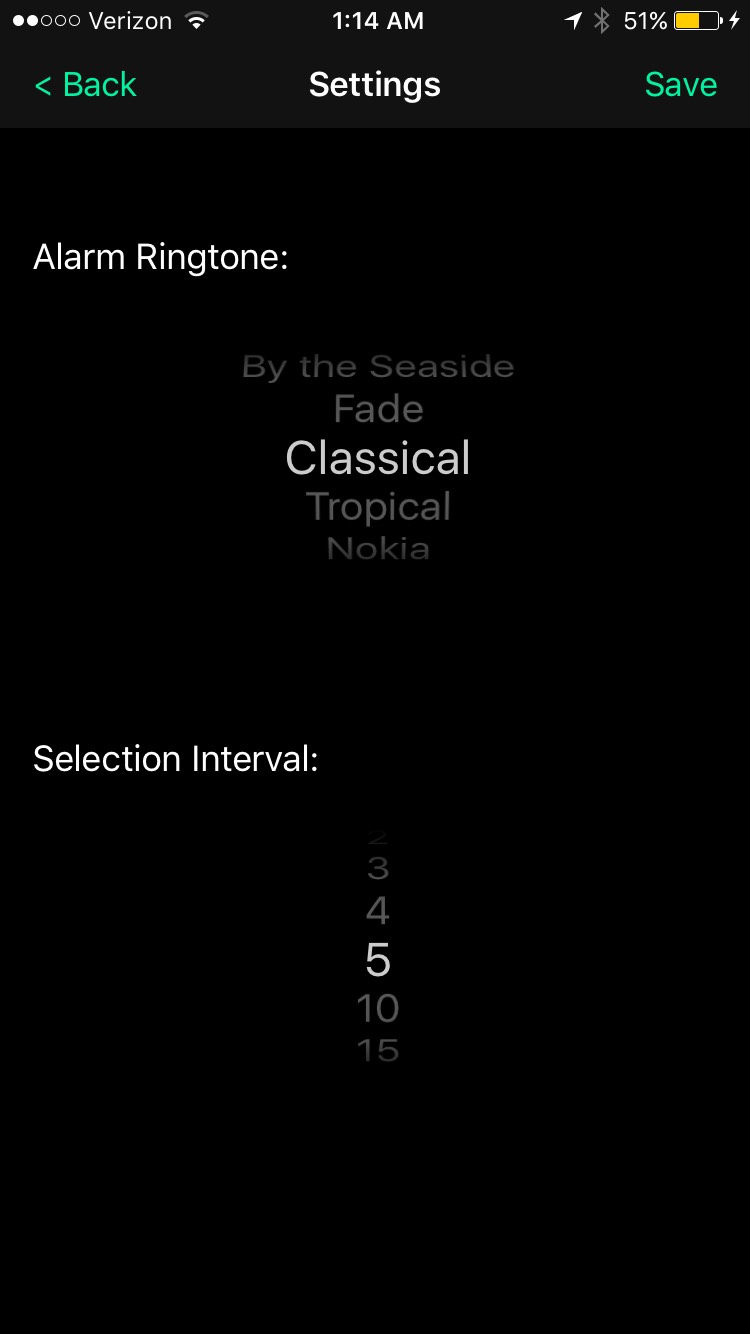 Verizon 1:14 AM 51%
< Back Settings Save
Alarm Ringtone:
By the Seaside
Fade
Classical
Tropical
Nokia
Selection Interval:
2
3
4
5
10
15